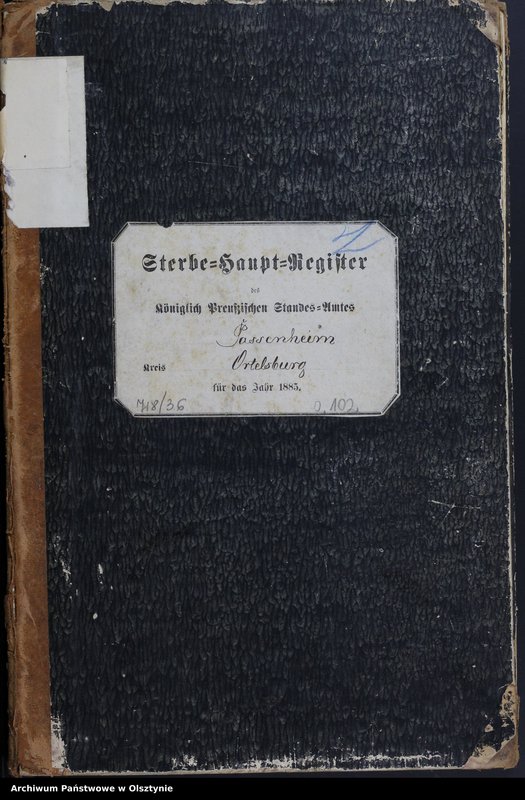 Z
Sterbe=Haupt=Register
des
Königlich Preußischen Standes=Amtes
Passenheim
Kreis Ortelsburg
für das Jahr 1885.
718/36
Archiwum Państwowe w Olsztynie